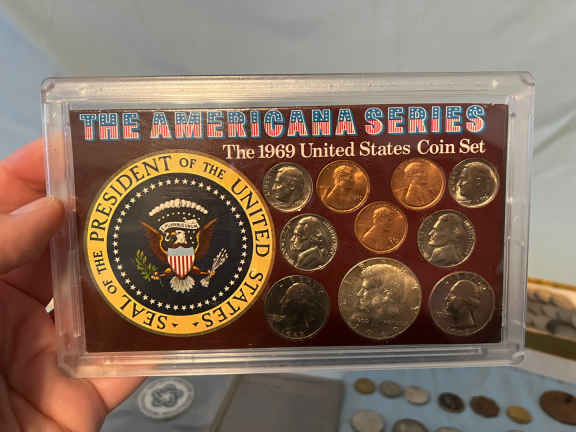 THE AMERICANA SERIES
The 1969 United States Coin Set
SEAL OF THE PRESIDENT OF THE UNITED STATES